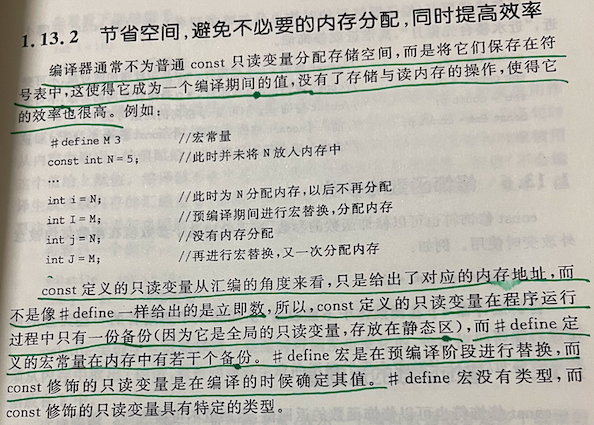 1.13.2 节省空间,避免不必要的内存分配,同时提高效率
编译器通常不为普通 const 只读变量分配存储空间,而是将它们保存在符
号表中,这使得它成为一个编译期间的值,没有了存储与读内存的操作,使得它
的效率也很高。例如:
#define M 3 //宏常量
const int N=5; //此时并未将 N 放入内存中
…
int i=N; //此时为 N 分配内存,以后不再分配
int I=M; //预编译期间进行宏替换,分配内存
int j=N; //没有内存分配
int J=M; //再进行宏替换,又一次分配内存
const 定义的只读变量从汇编的角度来看,只是给出了对应的内存地址,而
不是像#define 一样给出的是立即数,所以,const 定义的只读变量在程序运行
过程中只有一份备份(因为它是全局的只读变量,存放在静态区),而#define 定
义的宏常量在内存中有若干个备份。#define 宏是在预编译阶段进行替换,而
const 修饰的只读变量是在编译的时候确定其值。#define 宏没有类型,而
const 修饰的只读变量具有特定的类型。